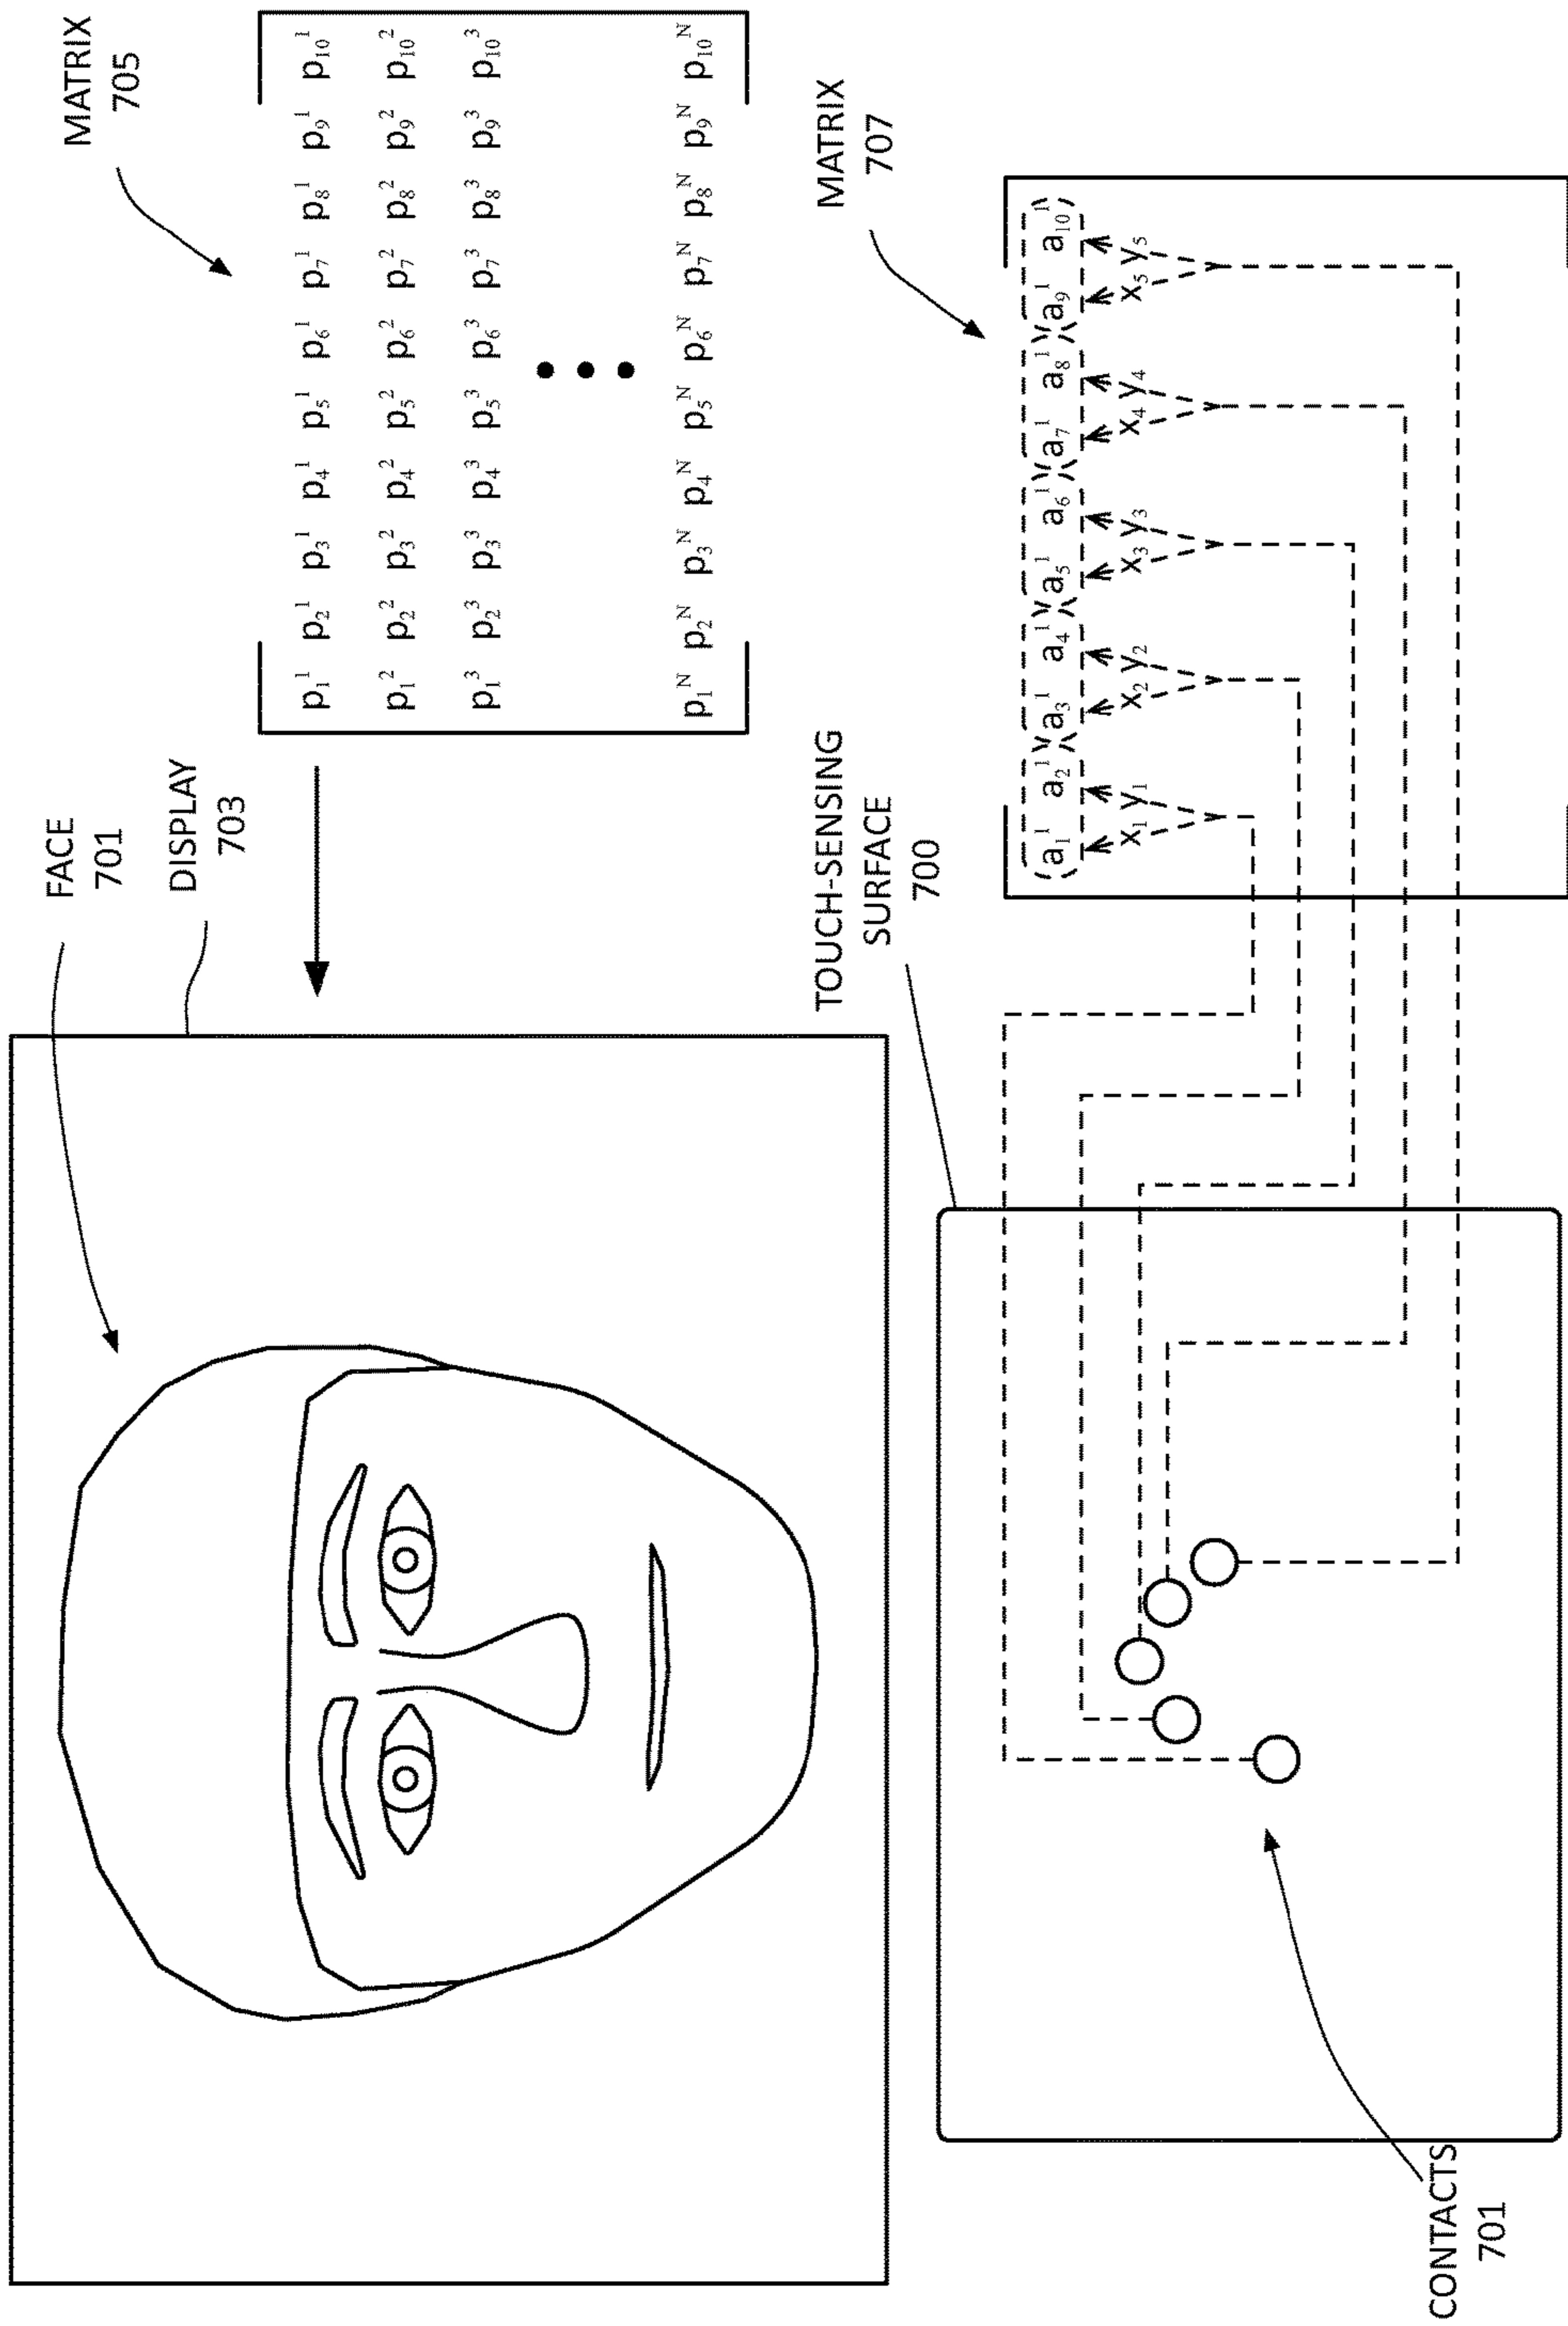 FACE
701
DISPLAY
703
MATRIX
705
p₁¹ p₂¹ p₃¹ p₄¹ p₅¹ p₆¹ p₇¹ p₈¹ p₉¹ p₁₀¹
p₁² p₂² p₃² p₄² p₅² p₆² p₇² p₈² p₉² p₁₀²
p₁³ p₂³ p₃³ p₄³ p₅³ p₆³ p₇³ p₈³ p₉³ p₁₀³
p₁ᴺ p₂ᴺ p₃ᴺ p₄ᴺ p₅ᴺ p₆ᴺ p₇ᴺ p₈ᴺ p₉ᴺ p₁₀ᴺ
TOUCH-SENSING
SURFACE
700
MATRIX
707
a₁¹ a₂¹ a₃¹ a₄¹ a₅¹ a₆¹ a₇¹ a₈¹ a₉¹ a₁₀¹
x₁ y₁ x₂ y₂ x₃ y₃ x₄ y₄ x₅ y₅
CONTACTS
701